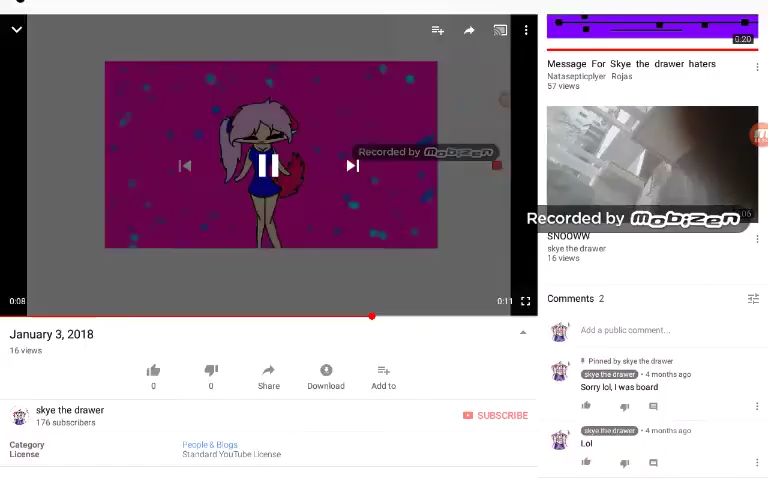 Recorded by mobizen
0:08
0:11
January 3, 2018
16 views
0
0
Share
Download
Add to
skye the drawer
176 subscribers
SUBSCRIBE
Category
People & Blogs
License
Standard YouTube License
0:20
Message For Skye the drawer haters
Natasepticplyer Rojas
57 views
Recorded by mobizen
SNOOWW
skye the drawer
16 views
Comments 2
Add a public comment...
Pinned by skye the drawer
skye the drawer • 4 months ago
Sorry lol, I was board
skye the drawer • 4 months ago
Lol